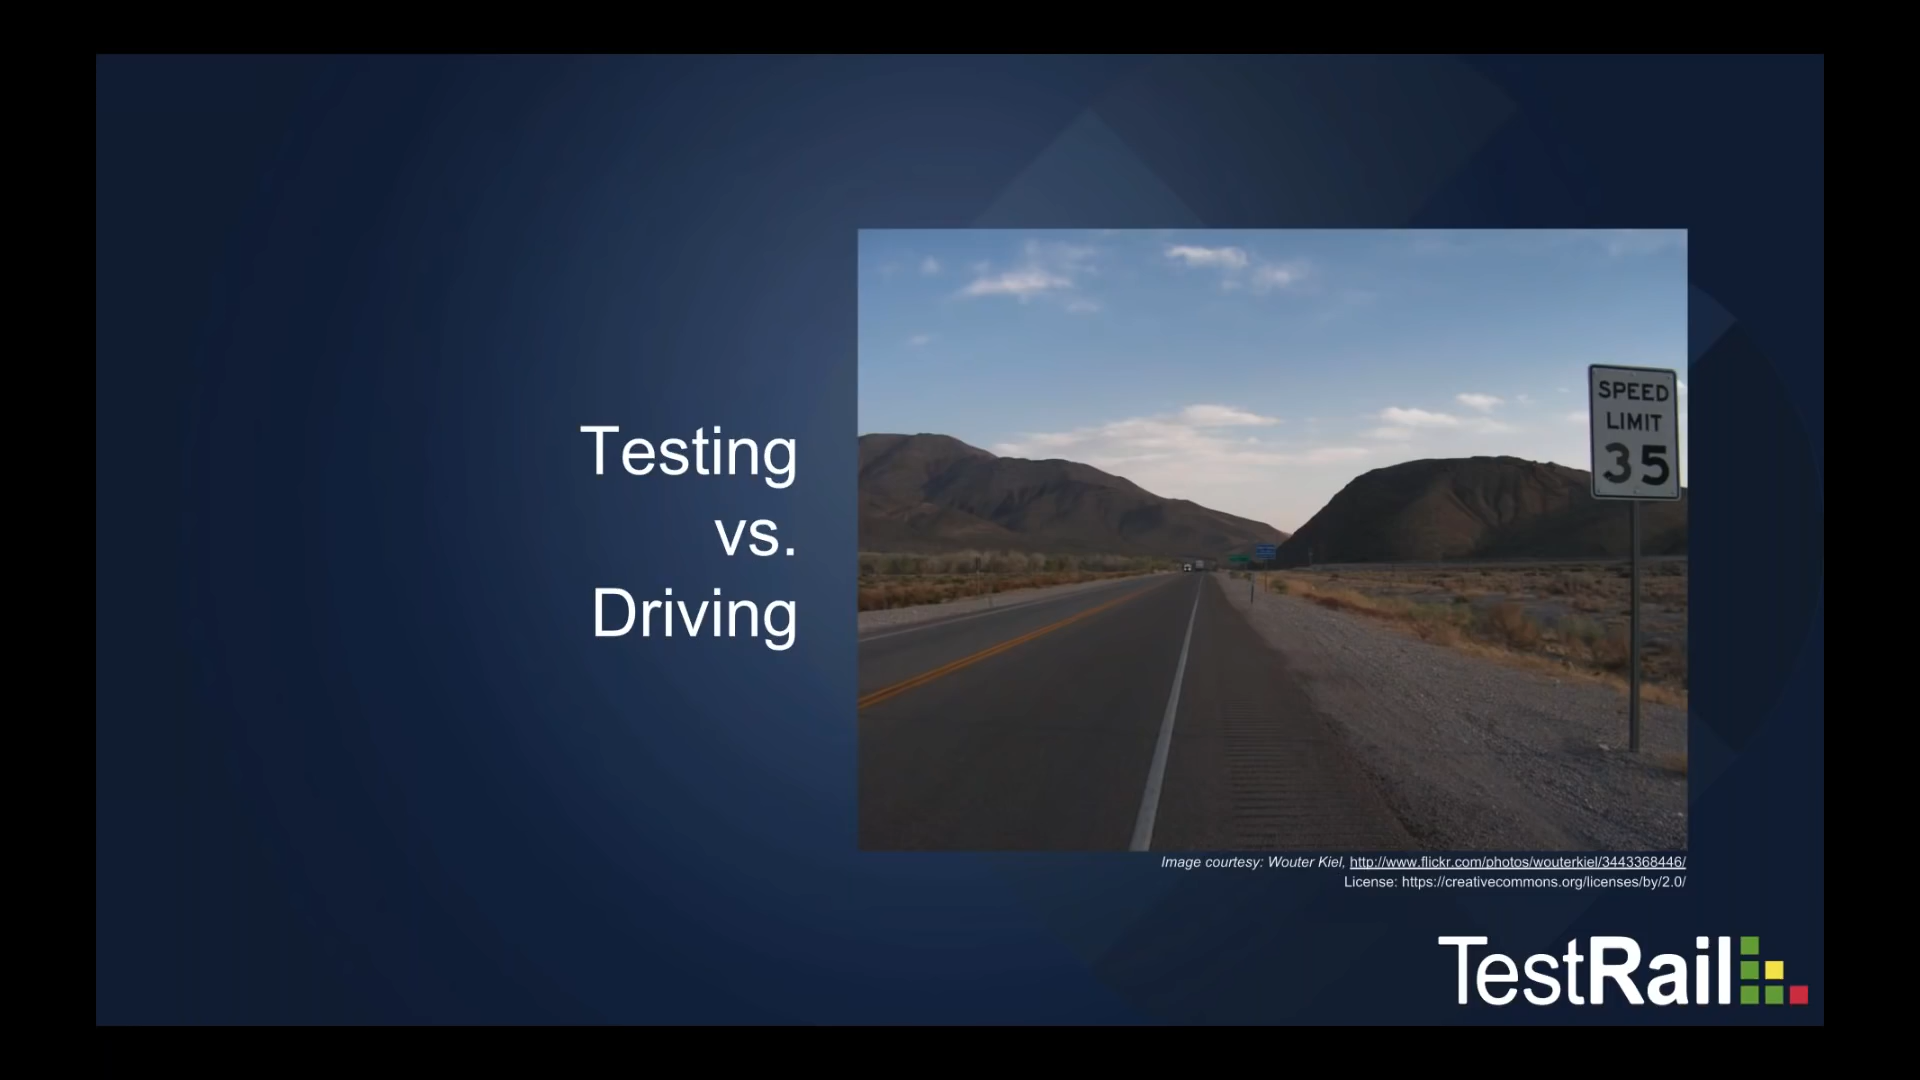 Testing
vs.
Driving
SPEED
LIMIT
35
Image courtesy: Wouter Kiel, http://www.flickr.com/photos/wouterkiel/3443368446/
License: https://creativecommons.org/licenses/by/2.0/
TestRail